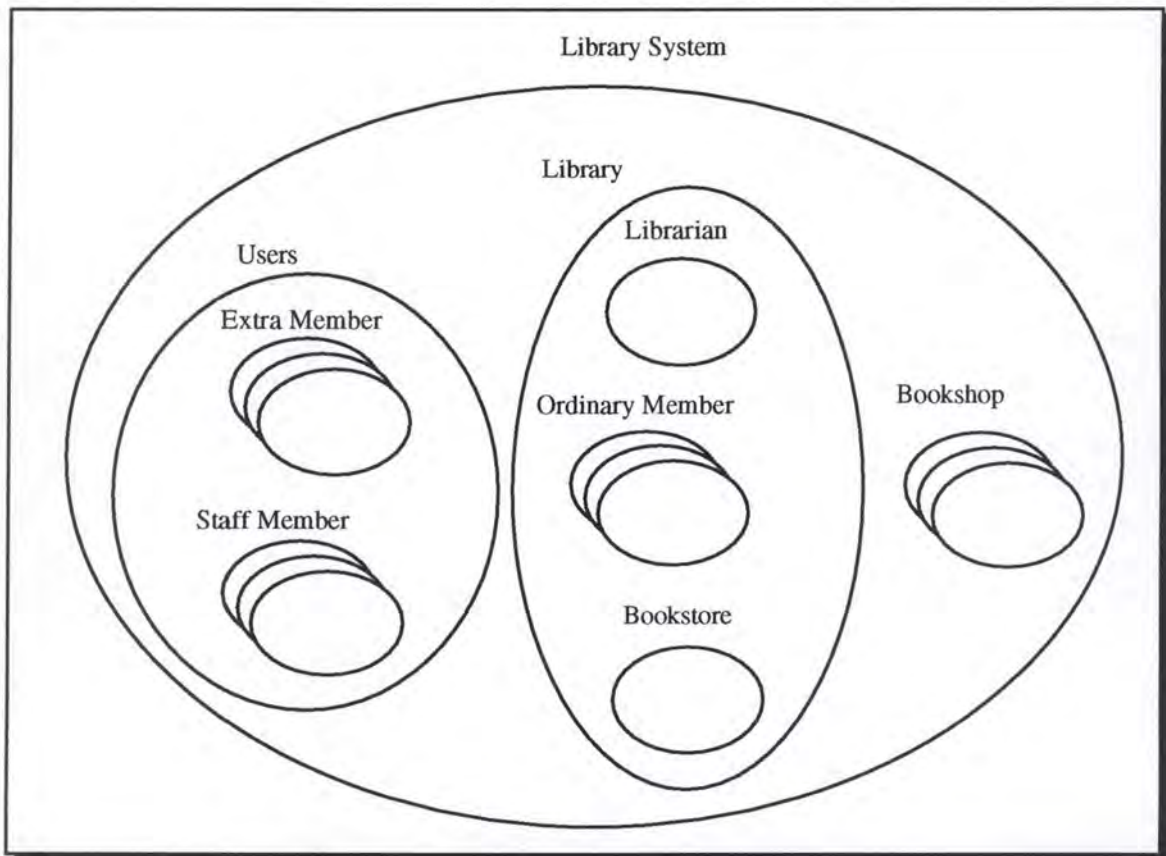 Library System
Library
Librarian
Users
Extra Member
Ordinary Member
Bookshop
Staff Member
Bookstore